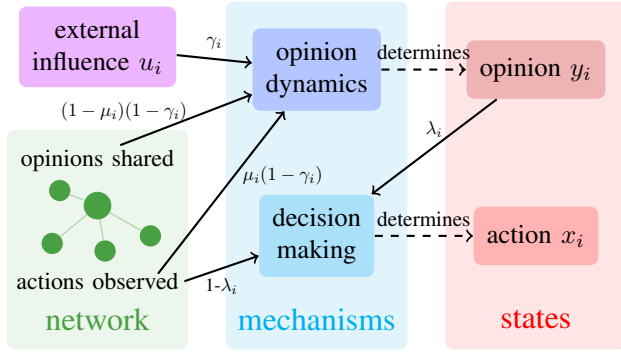 external
influence u_i
γ_i
opinion
dynamics
determines
opinion y_i
(1 − μ_i)(1 − γ_i)
opinions shared
λ_i
μ_i(1 − γ_i)
decision
making
determines
action x_i
actions observed
1-λ_i
network
mechanisms
states